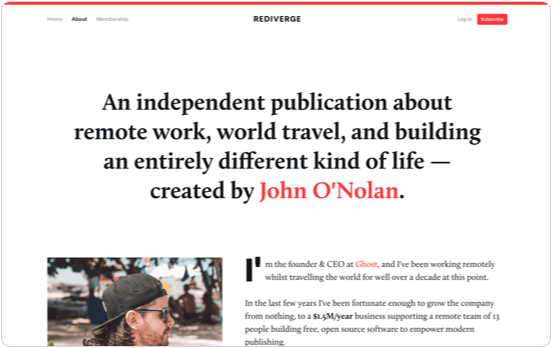 Home About Membership REDIVERGE Log in Subscribe
An independent publication about
remote work, world travel, and building
an entirely different kind of life —
created by John O'Nolan.
I'm the founder & CEO at Ghost, and I've been working remotely
whilst travelling the world for well over a decade at this point.
In the last few years I've been fortunate enough to grow the company
from nothing, to a $1.5M/year business supporting a remote team of 13
people building free, open source software to empower modern
publishing.